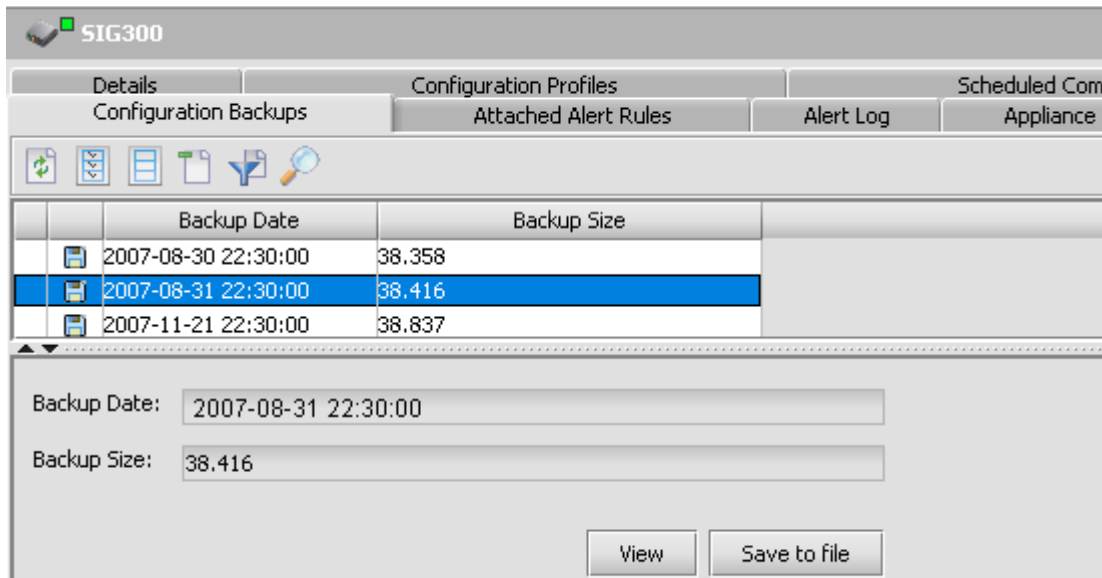 SIG300
Details Configuration Profiles Scheduled Com
Configuration Backups Attached Alert Rules Alert Log Appliance
Backup Date Backup Size
2007-08-30 22:30:00 38.358
2007-08-31 22:30:00 38.416
2007-11-21 22:30:00 38.837
Backup Date: 2007-08-31 22:30:00
Backup Size: 38.416
View Save to file